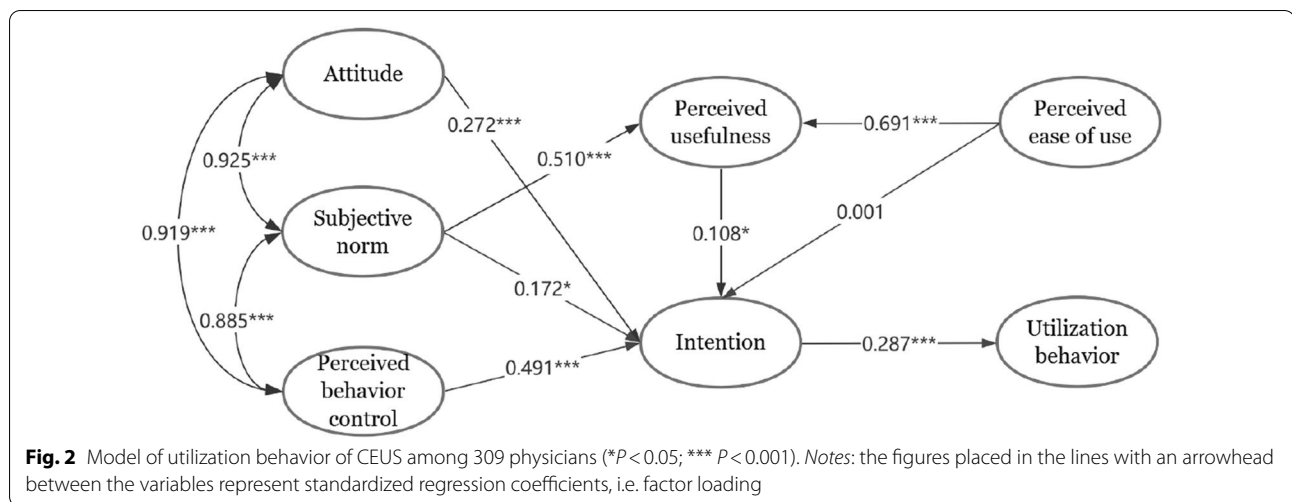 Attitude
0.272***
0.925***
Perceived
usefulness
0.691***
Perceived
ease of use
0.510***
0.919***
Subjective
norm
0.001
0.108*
0.172*
0.885***
Intention
0.287***
Utilization
behavior
0.491***
Perceived
behavior
control
Fig. 2 Model of utilization behavior of CEUS among 309 physicians (*P < 0.05; *** P < 0.001). Notes: the figures placed in the lines with an arrowhead
between the variables represent standardized regression coefficients, i.e. factor loading